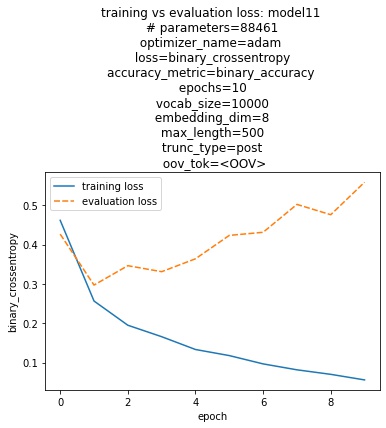 training vs evaluation loss: model11
# parameters=88461
optimizer_name=adam
loss=binary_crossentropy
accuracy_metric=binary_accuracy
epochs=10
vocab_size=10000
embedding_dim=8
max_length=500
trunc_type=post
oov_tok=<OOV>
training loss
evaluation loss
0.5
0.4
0.3
0.2
0.1
binary_crossentropy
0 2 4 6 8
epoch